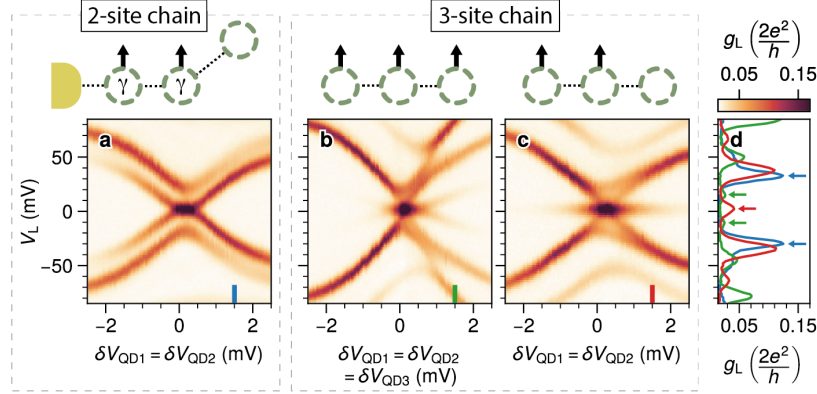 2-site chain
3-site chain
γ γ
g_L (2e²/h)
0.05 0.15
a b c d
50
0
−50
V_L (mV)
−2 0 2
−2 0 2
−2 0 2
0.05 0.15
δV_QD1 = δV_QD2 (mV)
δV_QD1 = δV_QD2
= δV_QD3 (mV)
δV_QD1 = δV_QD2 (mV)
g_L (2e²/h)